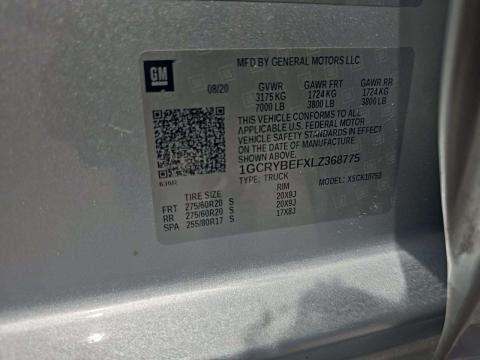 GM
MFD BY GENERAL MOTORS LLC
08/20
GVWR GAWR FRT GAWR RR
3175 KG 1724 KG 1724 KG
7000 LB 3800 LB 3800 LB
THIS VEHICLE CONFORMS TO ALL
APPLICABLE U.S. FEDERAL MOTOR
VEHICLE SAFETY STANDARDS IN EFFECT
ON THE DATE OF MANUFACTURE
SHOWN ABOVE.
1GCRYBEFXLZ368775
TYPE: TRUCK MODEL:
TIRE SIZE RIM
FRT 275/60R20 S 20X9J
RR 275/60R20 S 20X9J
SPA 255/80R17 S 17X8J